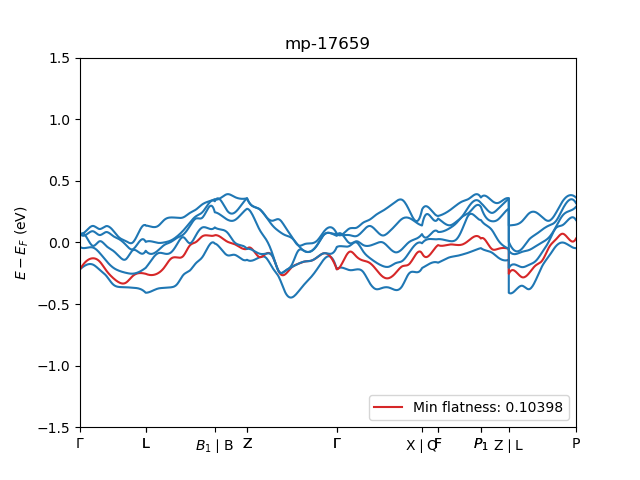 mp-17659
E − E_F (eV)
1.5
1.0
0.5
0.0
−0.5
−1.0
−1.5
Min flatness: 0.10398
Γ L B₁ | B Z Γ X | Q F P₁ Z | L P